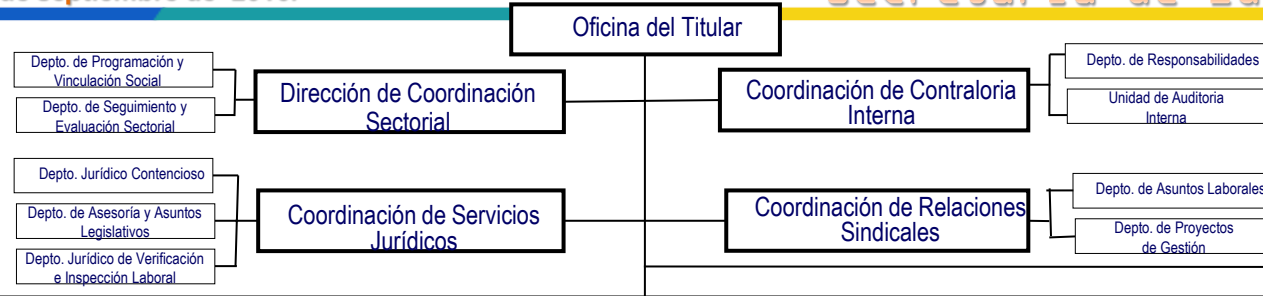 de septiembre de
Oficina del Titular
Depto. de Programación y
Vinculación Social
Depto. de Seguimiento y
Evaluación Sectorial
Dirección de Coordinación
Sectorial
Coordinación de Contraloria
Interna
Depto. de Responsabilidades
Unidad de Auditoria
Interna
Depto. Jurídico Contencioso
Depto. de Asesoría y Asuntos
Legislativos
Depto. Jurídico de Verificación
e Inspección Laboral
Coordinación de Servicios
Jurídicos
Coordinación de Relaciones
Sindicales
Depto. de Asuntos Laborales
Depto. de Proyectos
de Gestión